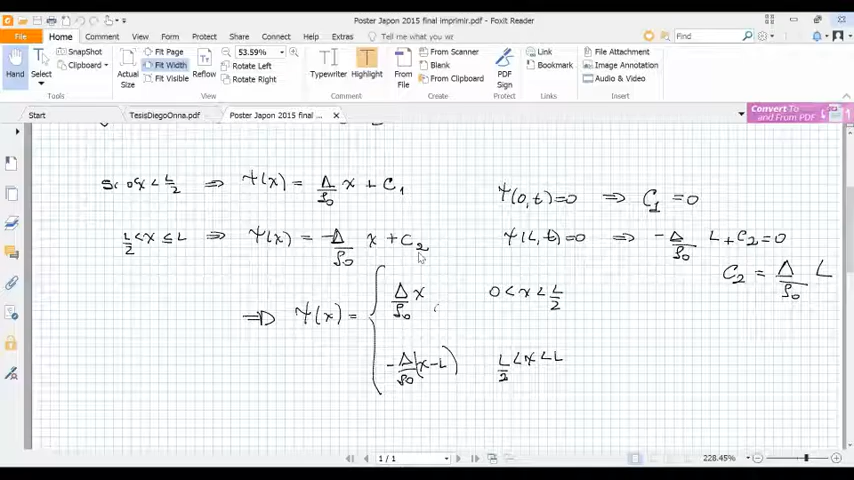 Poster Japon 2015 final imprimir.pdf - Foxit Reader
File Home Comment View Form Protect Share Connect Help Extras Tell me what you want Find
Hand
Select
SnapShot
Clipboard
Actual Size
Fit Page
Fit Width
Fit Visible
Reflow
53.59%
Rotate Left
Rotate Right
Typewriter
Highlight
From File
From Scanner
Blank
From Clipboard
PDF Sign
Link
Bookmark
File Attachment
Image Annotation
Audio & Video
Tools View Comment Create Protect Links Insert
Start TesisDiegoOnna.pdf Poster Japon 2015 final ... Convert To and From PDF
si 0<x<L/2 ⇒ Ψ(x) = Δ/ρ0 x + C1 Ψ(0,t)=0 ⇒ C1 = 0
L/2<x≤L ⇒ Ψ(x) = -Δ/ρ0 x + C2 Ψ(L,t)=0 ⇒ -Δ/ρ0 L + C2 = 0
C2 = Δ/ρ0 L
⇒ Ψ(x) = { Δ/ρ0 x 0<x<L/2
-Δ/ρ0 (x-L) L/2<x<L
1 / 1 228.45%